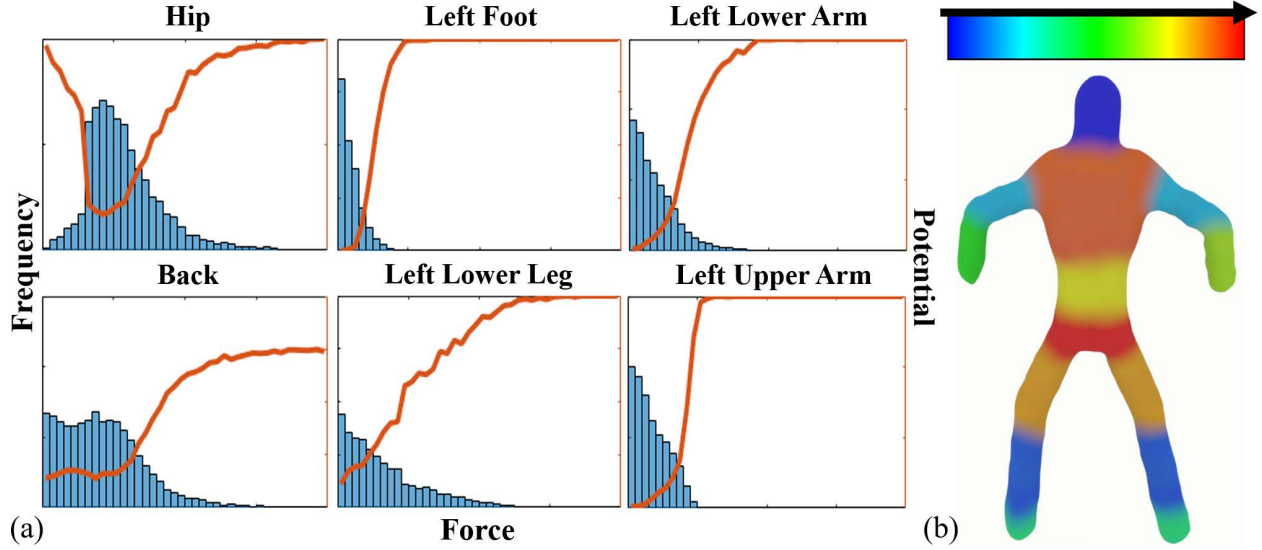 Hip
Left Foot
Left Lower Arm
Frequency
Potential
Back
Left Lower Leg
Left Upper Arm
(a)
Force
(b)